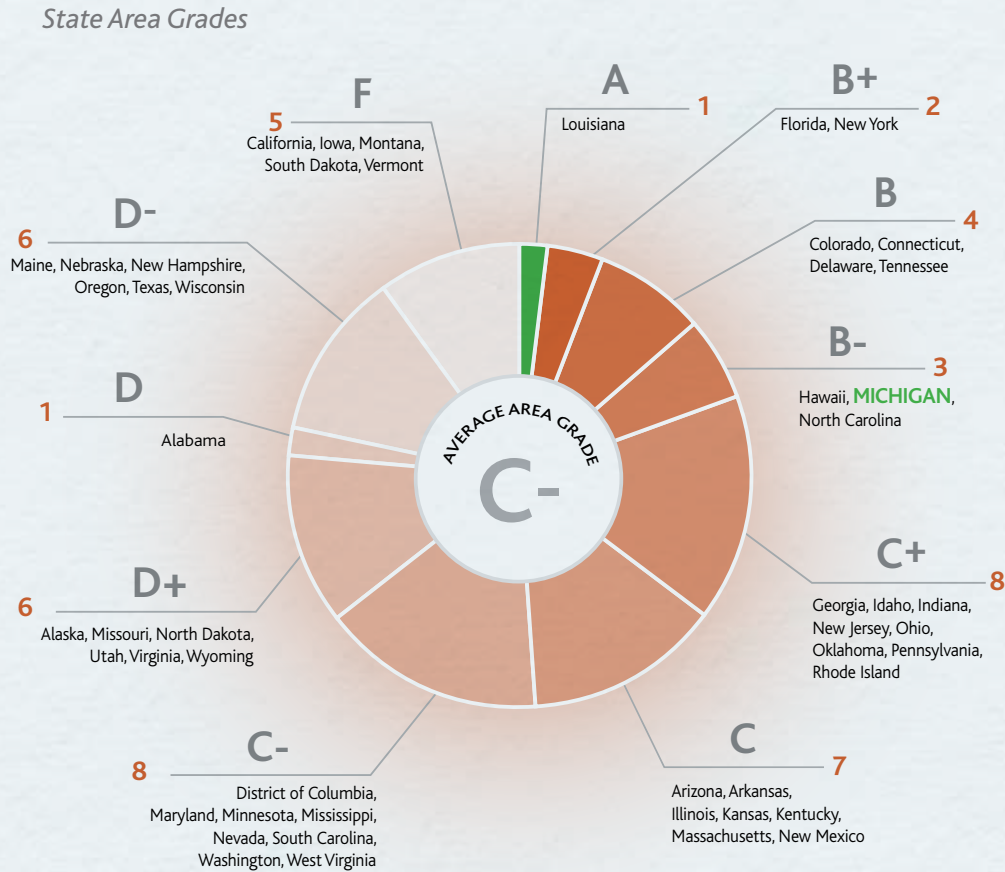 State Area Grades
A
1
Louisiana
B+
2
Florida, New York
B
4
Colorado, Connecticut,
Delaware, Tennessee
B-
3
Hawaii, MICHIGAN,
North Carolina
C+
8
Georgia, Idaho, Indiana,
New Jersey, Ohio,
Oklahoma, Pennsylvania,
Rhode Island
C
7
Arizona, Arkansas,
Illinois, Kansas, Kentucky,
Massachusetts, New Mexico
C-
8
District of Columbia,
Maryland, Minnesota, Mississippi,
Nevada, South Carolina,
Washington, West Virginia
D+
6
Alaska, Missouri, North Dakota,
Utah, Virginia, Wyoming
D
1
Alabama
D-
6
Maine, Nebraska, New Hampshire,
Oregon, Texas, Wisconsin
F
5
California, Iowa, Montana,
South Dakota, Vermont
AVERAGE AREA GRADE
C-